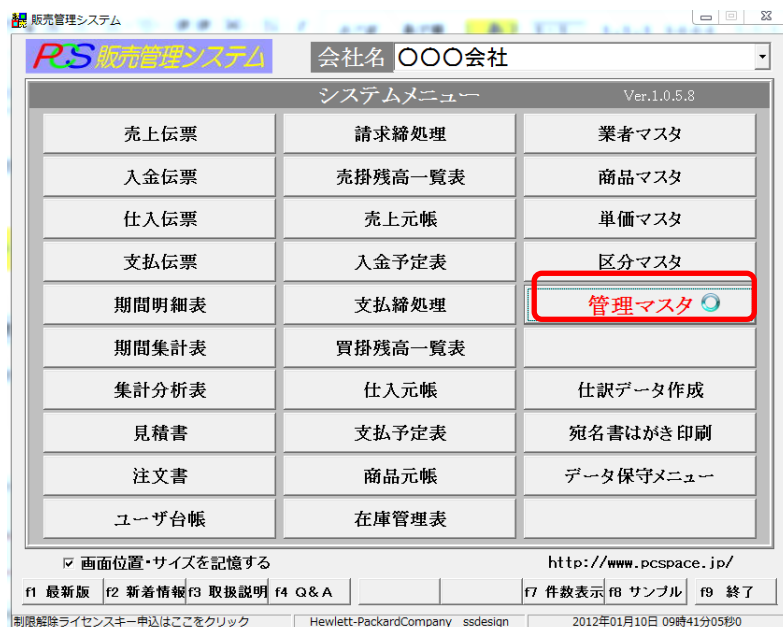 販売管理システム
PCS 販売管理システム 会社名 〇〇〇会社
システムメニュー Ver.1.0.5.8
売上伝票 請求締処理 業者マスタ
入金伝票 売掛残高一覧表 商品マスタ
仕入伝票 売上元帳 単価マスタ
支払伝票 入金予定表 区分マスタ
期間明細表 支払締処理 管理マスタ
期間集計表 買掛残高一覧表
集計分析表 仕入元帳 仕訳データ作成
見積書 支払予定表 宛名書はがき印刷
注文書 商品元帳 データ保守メニュー
ユーザ台帳 在庫管理表
画面位置・サイズを記憶する http://www.pcspace.jp/
f1 最新版 f2 新着情報 f3 取扱説明 f4 Q&A f7 件数表示 f8 サンプル f9 終了
制限解除ライセンスキー申込はここをクリック Hewlett-PackardCompany ssdesign 2012年01月10日 09時41分05秒0